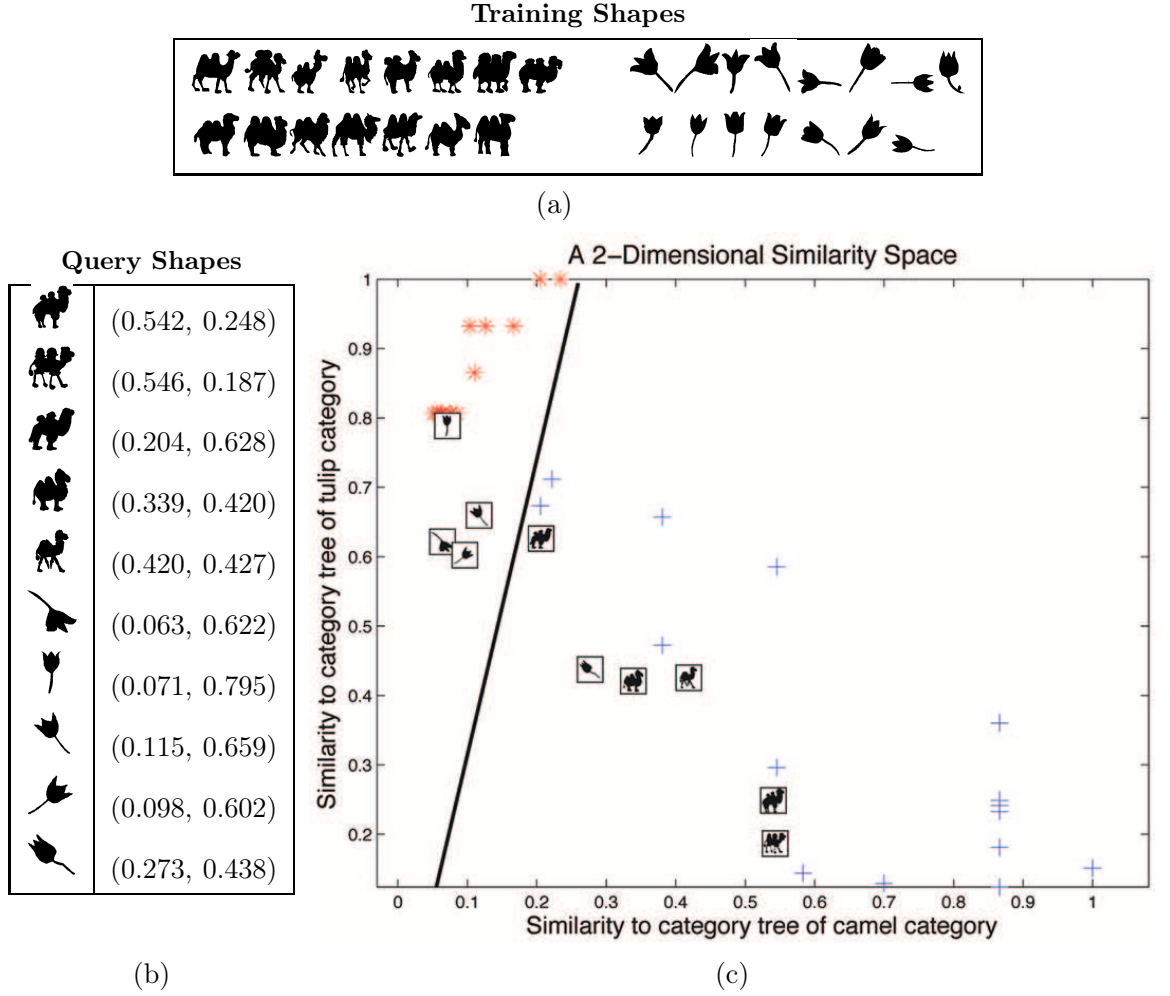 Training Shapes
(a)
Query Shapes
(0.542, 0.248)
(0.546, 0.187)
(0.204, 0.628)
(0.339, 0.420)
(0.420, 0.427)
(0.063, 0.622)
(0.071, 0.795)
(0.115, 0.659)
(0.098, 0.602)
(0.273, 0.438)
(b)
A 2−Dimensional Similarity Space
Similarity to category tree of tulip category
1
0.9
0.8
0.7
0.6
0.5
0.4
0.3
0.2
0 0.1 0.2 0.3 0.4 0.5 0.6 0.7 0.8 0.9 1
Similarity to category tree of camel category
(c)